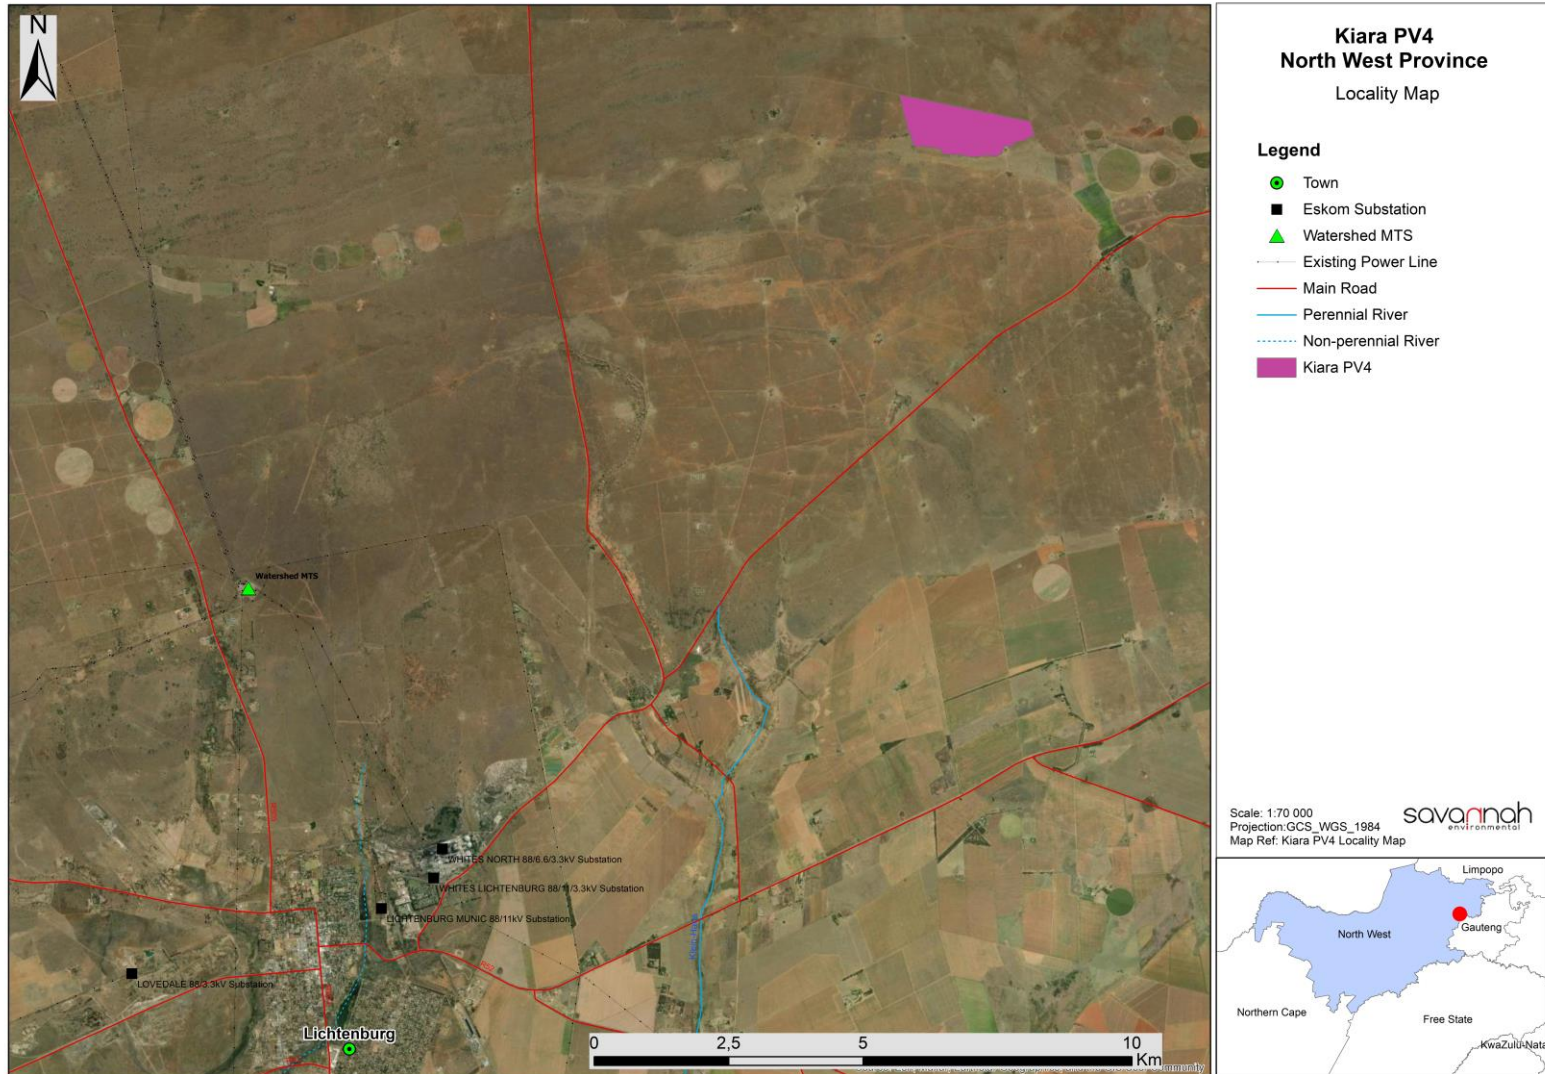 N
Watershed MTS
WHITES NORTH 88/6.6/3.3kV Substation
WHITES LICHTENBURG 88/11/3.3kV Substation
LICHTENBURG MUNIC 88/11kV Substation
LOVEDALE 88/3.3kV Substation
R52
Lichtenburg
0 2,5 5 10
Km
Kiara PV4
North West Province
Locality Map
Legend
Town
Eskom Substation
Watershed MTS
Existing Power Line
Main Road
Perennial River
Non-perennial River
Kiara PV4
Scale: 1:70 000
Projection:GCS_WGS_1984
Map Ref: Kiara PV4 Locality Map
savannah
environmental
Limpopo
North West
Gauteng
Northern Cape
Free State
KwaZulu-Nata